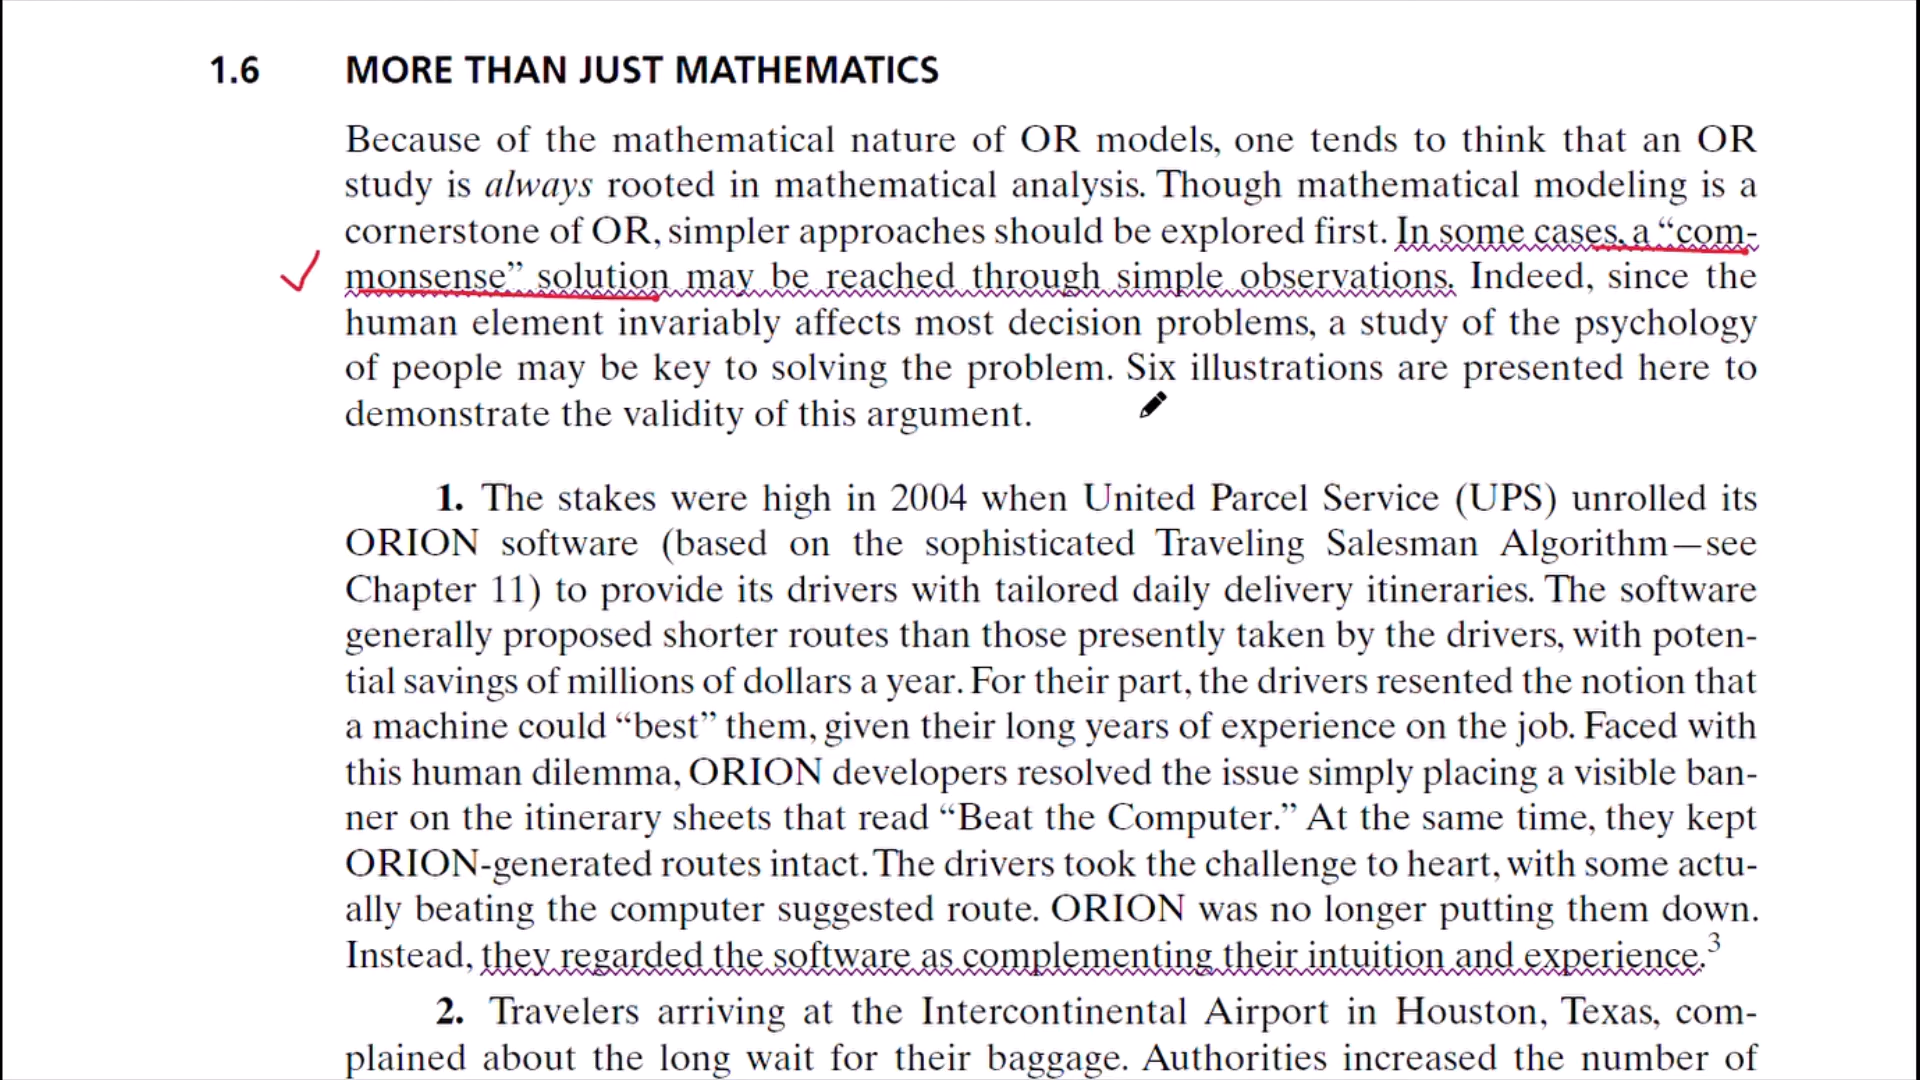 1.6 MORE THAN JUST MATHEMATICS
Because of the mathematical nature of OR models, one tends to think that an OR
study is always rooted in mathematical analysis. Though mathematical modeling is a
cornerstone of OR, simpler approaches should be explored first. In some cases, a “com-
monsense” solution may be reached through simple observations. Indeed, since the
human element invariably affects most decision problems, a study of the psychology
of people may be key to solving the problem. Six illustrations are presented here to
demonstrate the validity of this argument.
1. The stakes were high in 2004 when United Parcel Service (UPS) unrolled its
ORION software (based on the sophisticated Traveling Salesman Algorithm—see
Chapter 11) to provide its drivers with tailored daily delivery itineraries. The software
generally proposed shorter routes than those presently taken by the drivers, with poten-
tial savings of millions of dollars a year. For their part, the drivers resented the notion that
a machine could “best” them, given their long years of experience on the job. Faced with
this human dilemma, ORION developers resolved the issue simply placing a visible ban-
ner on the itinerary sheets that read “Beat the Computer.” At the same time, they kept
ORION-generated routes intact. The drivers took the challenge to heart, with some actu-
ally beating the computer suggested route. ORION was no longer putting them down.
Instead, they regarded the software as complementing their intuition and experience.3
2. Travelers arriving at the Intercontinental Airport in Houston, Texas, com-
plained about the long wait for their baggage. Authorities increased the number of